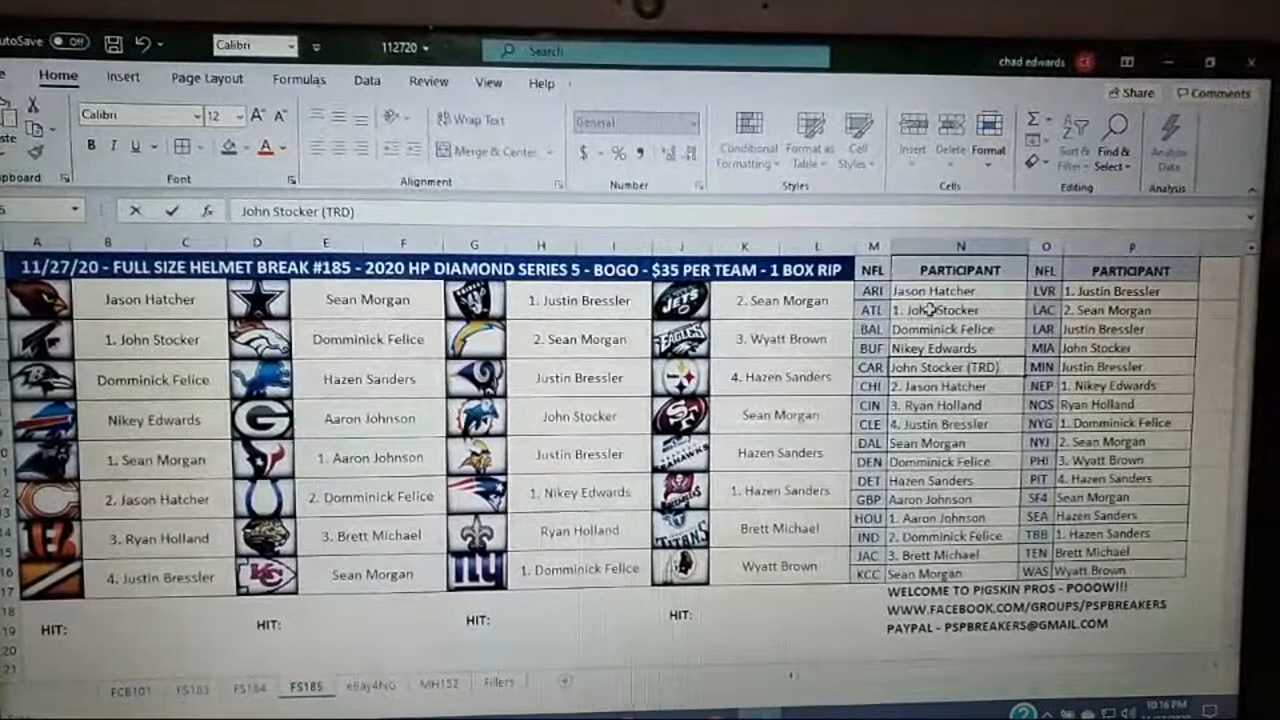 utoSave Off Calibri 112720 Search chad edwards CE
Home Insert Page Layout Formulas Data Review View Help Share Comments
Calibri 12 Wrap Text General Conditional Formatting Format as Table Cell Styles Insert Delete Format Sort & Filter Find & Select Analyze Data
B I U A Merge & Center $ % 9
pboard Font Alignment Number Styles Cells Editing Analysis
John Stocker (TRD)
A B C D E F G H I J K L M N O P
11/27/20 - FULL SIZE HELMET BREAK #185 - 2020 HP DIAMOND SERIES 5 - BOGO - $35 PER TEAM - 1 BOX RIP NFL PARTICIPANT NFL PARTICIPANT
Jason Hatcher Sean Morgan 1. Justin Bressler JETS 2. Sean Morgan
1. John Stocker Domminick Felice 2. Sean Morgan EAGLES 3. Wyatt Brown
Domminick Felice Hazen Sanders Justin Bressler 4. Hazen Sanders
Nikey Edwards Aaron Johnson John Stocker Sean Morgan
1. Sean Morgan 1. Aaron Johnson Justin Bressler SEAHAWKS Hazen Sanders
2. Jason Hatcher 2. Domminick Felice 1. Nikey Edwards 1. Hazen Sanders
3. Ryan Holland 3. Brett Michael Ryan Holland TITANS Brett Michael
4. Justin Bressler Sean Morgan 1. Domminick Felice Wyatt Brown
ARI Jason Hatcher LVR 1. Justin Bressler
ATL 1. John Stocker LAC 2. Sean Morgan
BAL Domminick Felice LAR Justin Bressler
BUF Nikey Edwards MIA John Stocker
CAR John Stocker (TRD) MIN Justin Bressler
CHI 2. Jason Hatcher NEP 1. Nikey Edwards
CIN 3. Ryan Holland NOS Ryan Holland
CLE 4. Justin Bressler NYG 1. Domminick Felice
DAL Sean Morgan NYJ 2. Sean Morgan
DEN Domminick Felice PHI 3. Wyatt Brown
DET Hazen Sanders PIT 4. Hazen Sanders
GBP Aaron Johnson SF4 Sean Morgan
HOU 1. Aaron Johnson SEA Hazen Sanders
IND 2. Domminick Felice TBB 1. Hazen Sanders
JAC 3. Brett Michael TEN Brett Michael
KCC Sean Morgan WAS Wyatt Brown
WELCOME TO PIGSKIN PROS - POOOW!!!
WWW.FACEBOOK.COM/GROUPS/PSPBREAKERS
PAYPAL - PSPBREAKERS@GMAIL.COM
HIT: HIT: HIT: HIT:
17
18
19
20
21
FCB101 FS183 FS184 FS185 eBay4NG MH152 Fillers
10:16 PM